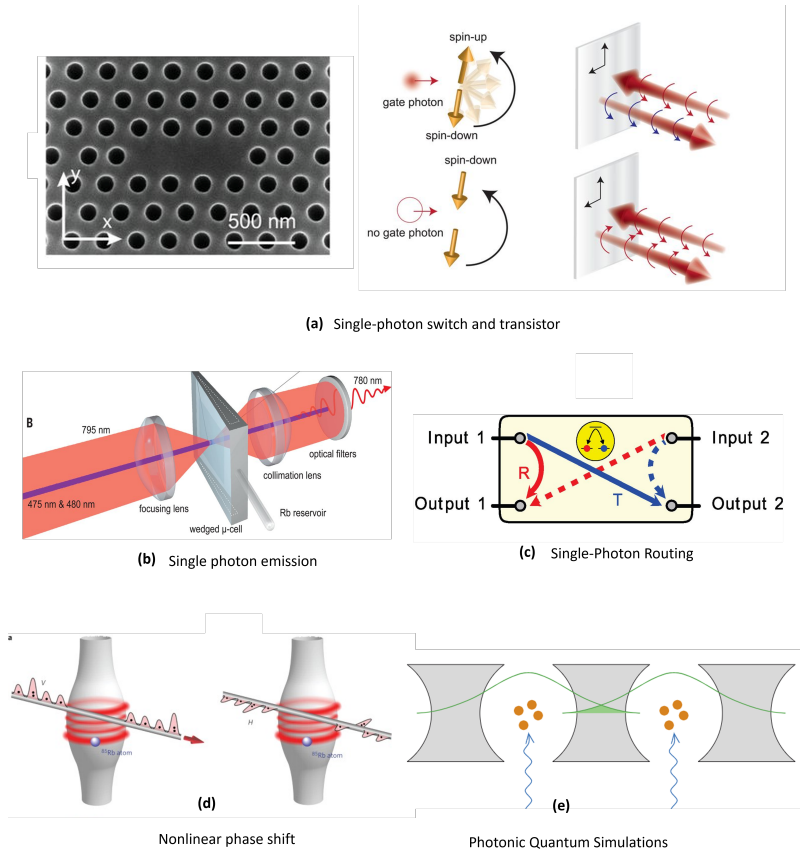 y
x
500 nm
spin-up
gate photon
spin-down
spin-down
no gate photon
(a) Single-photon switch and transistor
B
795 nm
780 nm
optical filters
collimation lens
475 nm & 480 nm
focusing lens
Rb reservoir
wedged μ-cell
(b) Single photon emission
Input 1
Input 2
R
T
Output 1
Output 2
(c) Single-Photon Routing
a
V
85Rb atom
H
85Rb atom
(d)
Nonlinear phase shift
(e)
Photonic Quantum Simulations